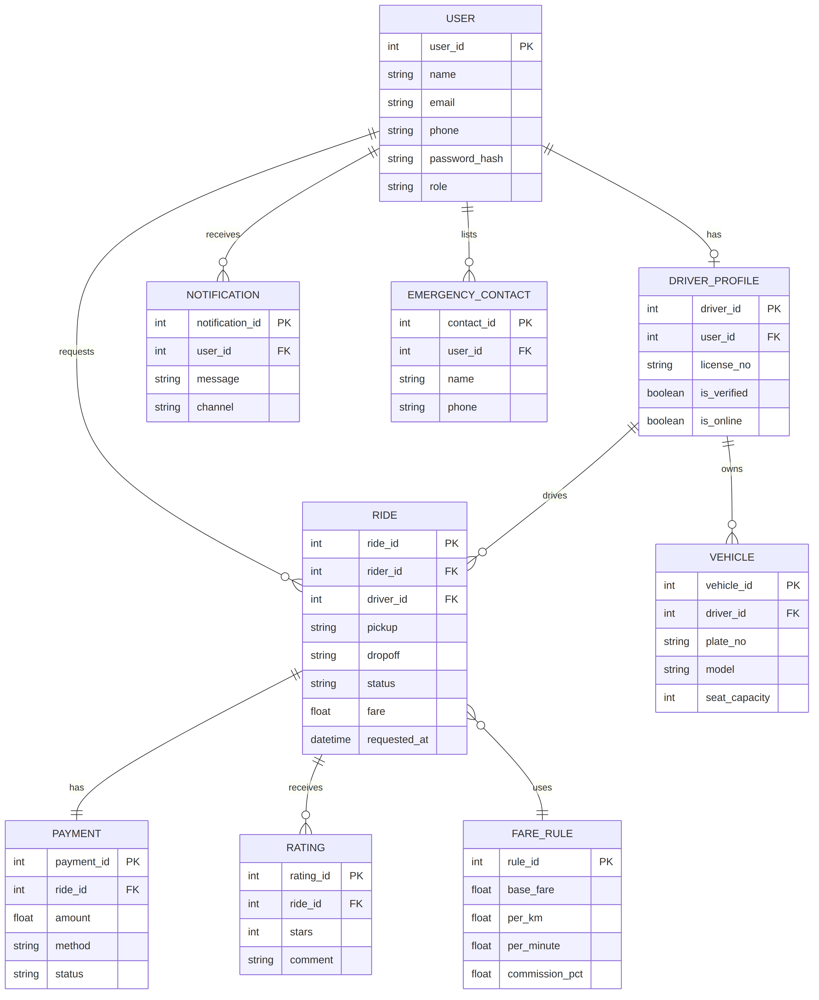 USER
int user_id PK
string name
string email
string phone
string password_hash
string role
receives
lists
has
requests
NOTIFICATION
int notification_id PK
int user_id FK
string message
string channel
EMERGENCY_CONTACT
int contact_id PK
int user_id FK
string name
string phone
DRIVER_PROFILE
int driver_id PK
int user_id FK
string license_no
boolean is_verified
boolean is_online
drives
owns
RIDE
int ride_id PK
int rider_id FK
int driver_id FK
string pickup
string dropoff
string status
float fare
datetime requested_at
VEHICLE
int vehicle_id PK
int driver_id FK
string plate_no
string model
int seat_capacity
has
receives
uses
PAYMENT
int payment_id PK
int ride_id FK
float amount
string method
string status
RATING
int rating_id PK
int ride_id FK
int stars
string comment
FARE_RULE
int rule_id PK
float base_fare
float per_km
float per_minute
float commission_pct